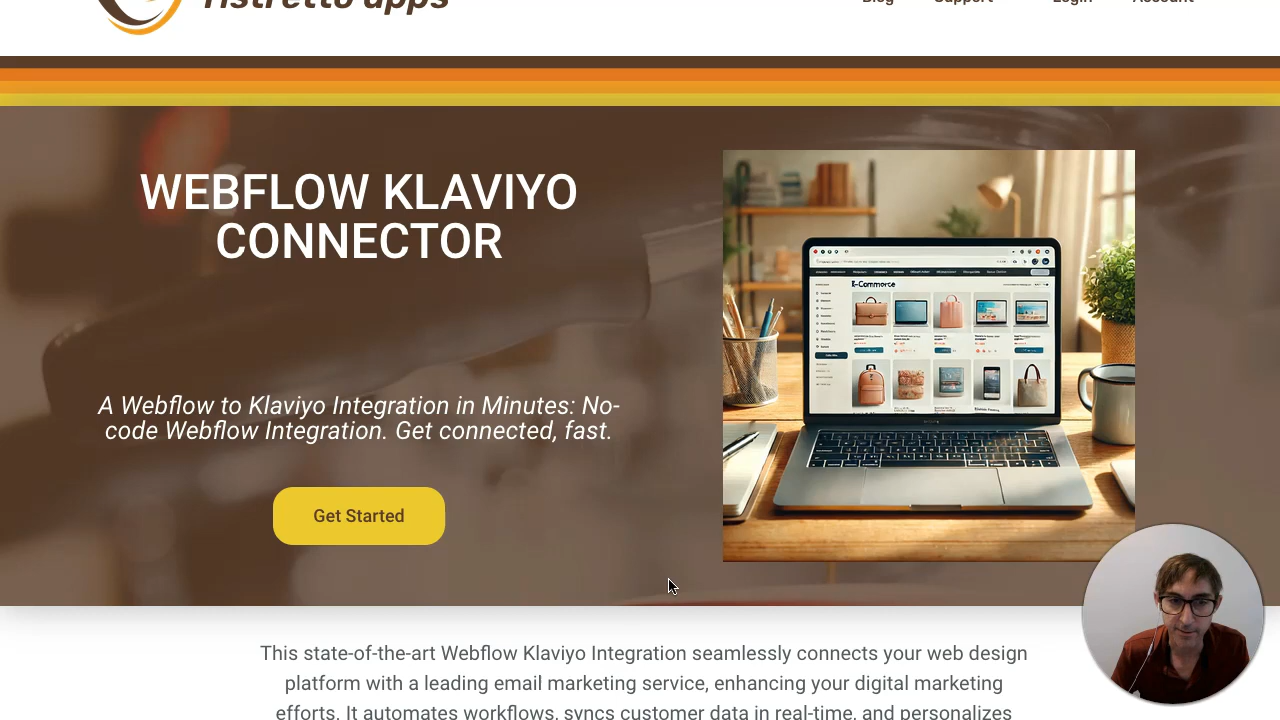 ristretto apps
Blog Support Login Account
WEBFLOW KLAVIYO
CONNECTOR
A Webflow to Klaviyo Integration in Minutes: No-
code Webflow Integration. Get connected, fast.
Get Started
E-Commerce
This state-of-the-art Webflow Klaviyo Integration seamlessly connects your web design
platform with a leading email marketing service, enhancing your digital marketing
efforts. It automates workflows, syncs customer data in real-time, and personalizes